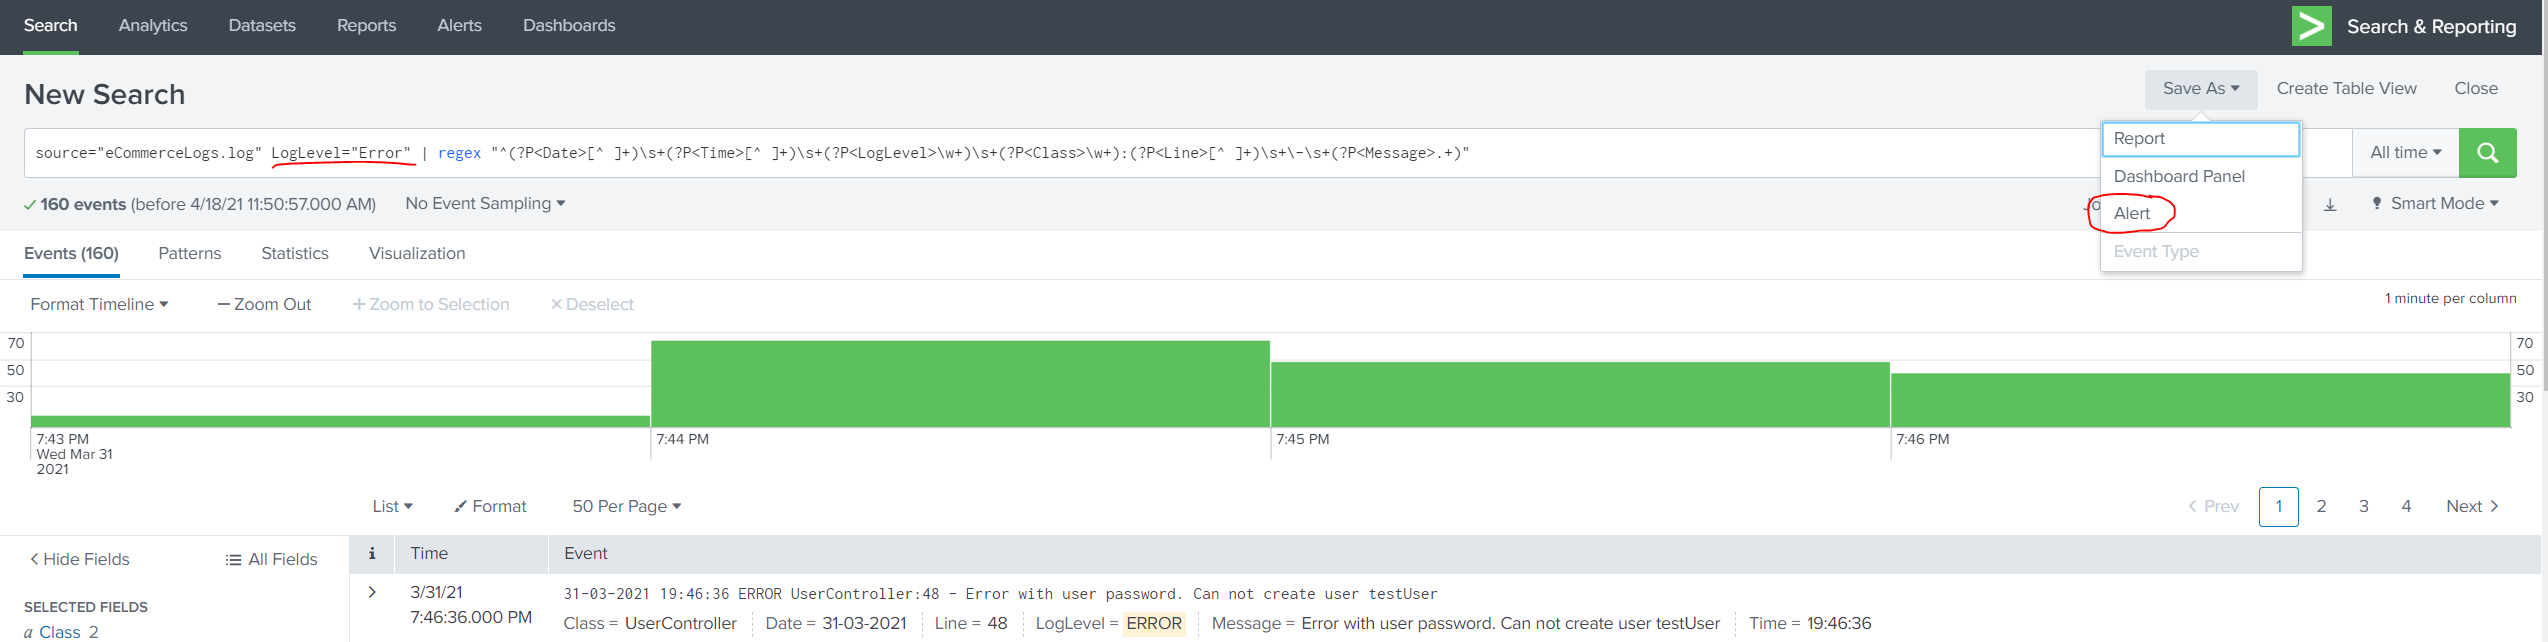 Search Analytics Datasets Reports Alerts Dashboards Search & Reporting
New Search Save As Create Table View Close
source="eCommerceLogs.log" LogLevel="Error" | regex "^(?P<Date>[^ ]+)\s+(?P<Time>[^ ]+)\s+(?P<LogLevel>\w+)\s+(?P<Class>\w+):(?P<Line>[^ ]+)\s+\-\s+(?P<Message>.+)" All time
Report
Dashboard Panel
Alert
Event Type
160 events (before 4/18/21 11:50:57.000 AM) No Event Sampling Smart Mode
Events (160) Patterns Statistics Visualization
Format Timeline — Zoom Out + Zoom to Selection × Deselect 1 minute per column
70 70
50 50
30 30
7:43 PM 7:44 PM 7:45 PM 7:46 PM
Wed Mar 31
2021
List Format 50 Per Page < Prev 1 2 3 4 Next >
< Hide Fields All Fields i Time Event
SELECTED FIELDS
a Class 2
> 3/31/21 31-03-2021 19:46:36 ERROR UserController:48 - Error with user password. Can not create user testUser
7:46:36.000 PM Class = UserController Date = 31-03-2021 Line = 48 LogLevel = ERROR Message = Error with user password. Can not create user testUser Time = 19:46:36